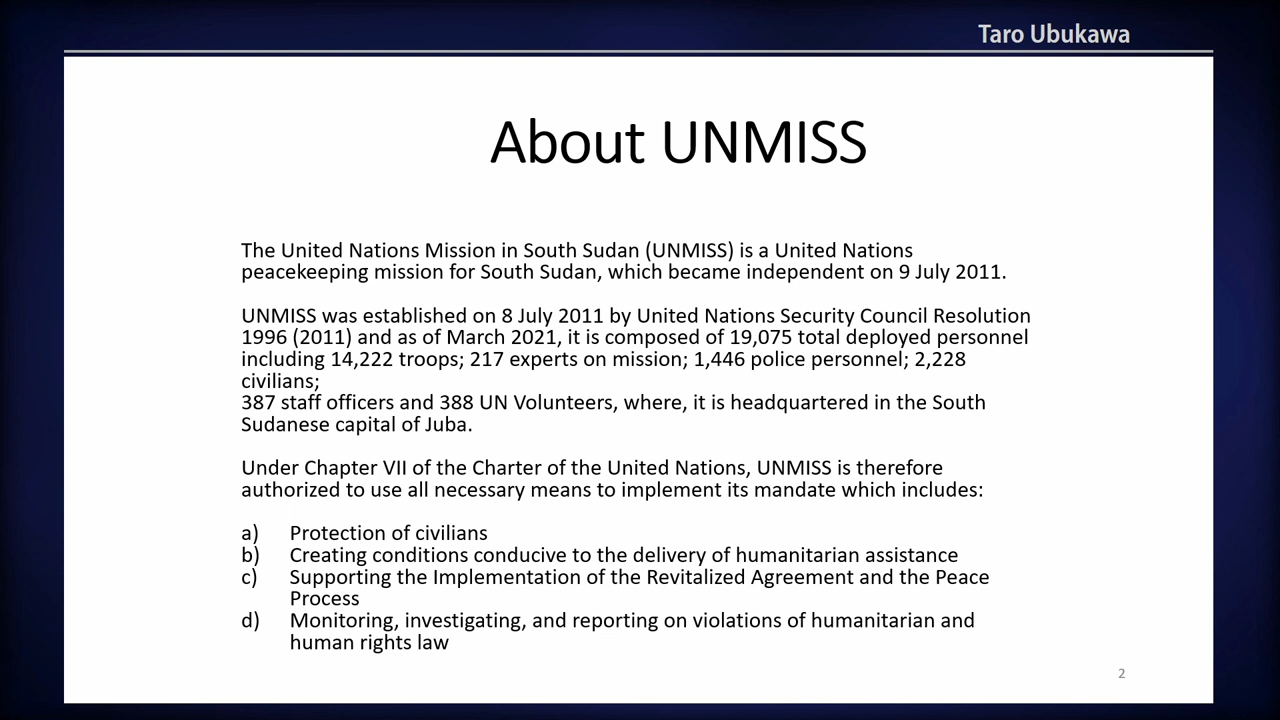 Taro Ubukawa
About UNMISS
The United Nations Mission in South Sudan (UNMISS) is a United Nations
peacekeeping mission for South Sudan, which became independent on 9 July 2011.
UNMISS was established on 8 July 2011 by United Nations Security Council Resolution
1996 (2011) and as of March 2021, it is composed of 19,075 total deployed personnel
including 14,222 troops; 217 experts on mission; 1,446 police personnel; 2,228
civilians;
387 staff officers and 388 UN Volunteers, where, it is headquartered in the South
Sudanese capital of Juba.
Under Chapter VII of the Charter of the United Nations, UNMISS is therefore
authorized to use all necessary means to implement its mandate which includes:
a) Protection of civilians
b) Creating conditions conducive to the delivery of humanitarian assistance
c) Supporting the Implementation of the Revitalized Agreement and the Peace
Process
d) Monitoring, investigating, and reporting on violations of humanitarian and
human rights law
2